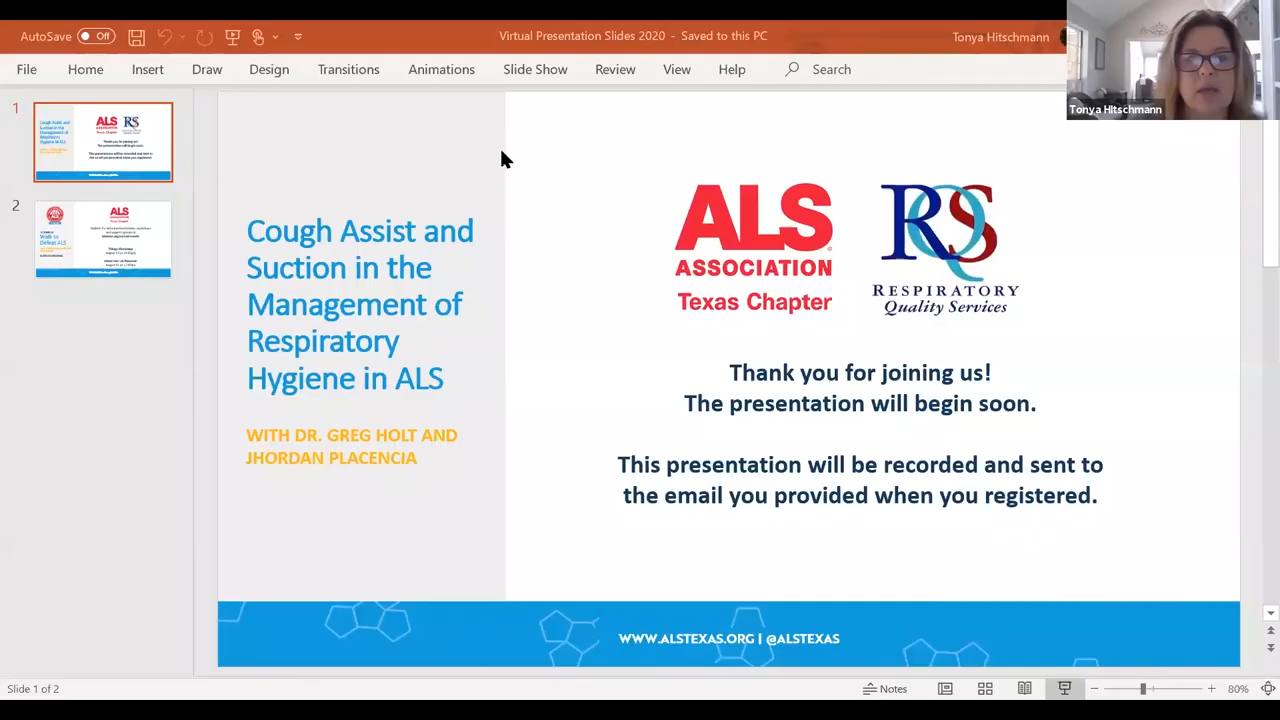 AutoSave Off
Virtual Presentation Slides 2020 - Saved to this PC
Tonya Hitschmann
File Home Insert Draw Design Transitions Animations Slide Show Review View Help Search
Tonya HItschmann
1
2
Cough Assist and
Suction in the
Management of
Respiratory
Hygiene in ALS
WITH DR. GREG HOLT AND
JHORDAN PLACENCIA
ALS
ASSOCIATION
Texas Chapter
RQS
RESPIRATORY
Quality Services
Thank you for joining us!
The presentation will begin soon.
This presentation will be recorded and sent to
the email you provided when you registered.
WWW.ALSTEXAS.ORG | @ALSTEXAS
Slide 1 of 2
Notes
80%